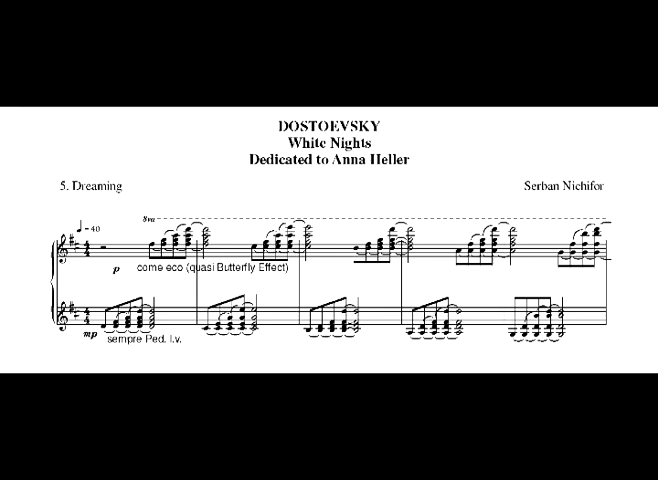 DOSTOEVSKY
White Nights
Dedicated to Anna Heller
5. Dreaming
Serban Nichifor
= 40
8va
p come eco (quasi Butterfly Effect)
mp sempre Ped. l.v.